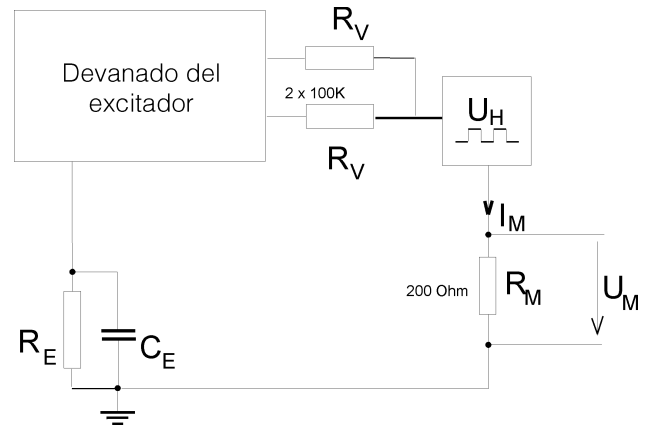 R_V
Devanado del
excitador
2 x 100K
U_H
R_V
I_M
200 Ohm
R_M
U_M
R_E
C_E